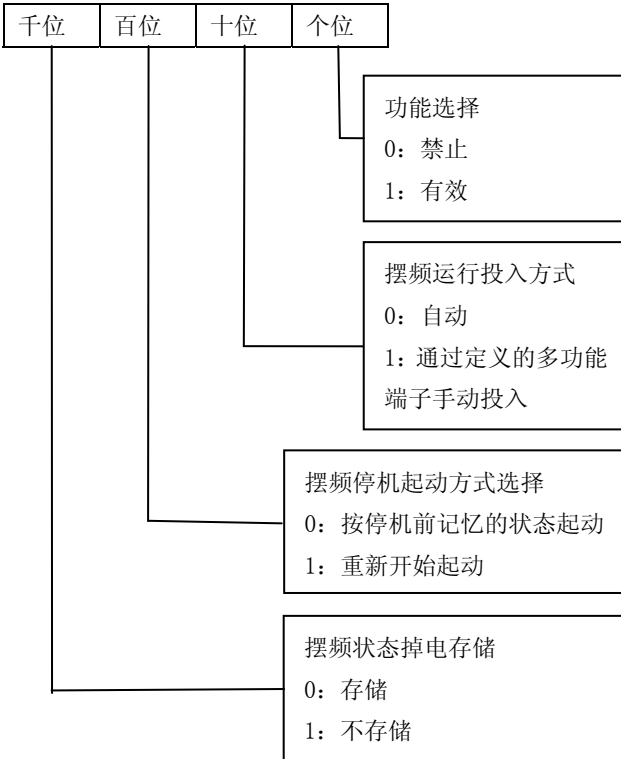 千位 百位 十位 个位
功能选择
0：禁止
1：有效
摆频运行投入方式
0：自动
1：通过定义的多功能
端子手动投入
摆频停机起动方式选择
0：按停机前记忆的状态起动
1：重新开始起动
摆频状态掉电存储
0：存储
1：不存储